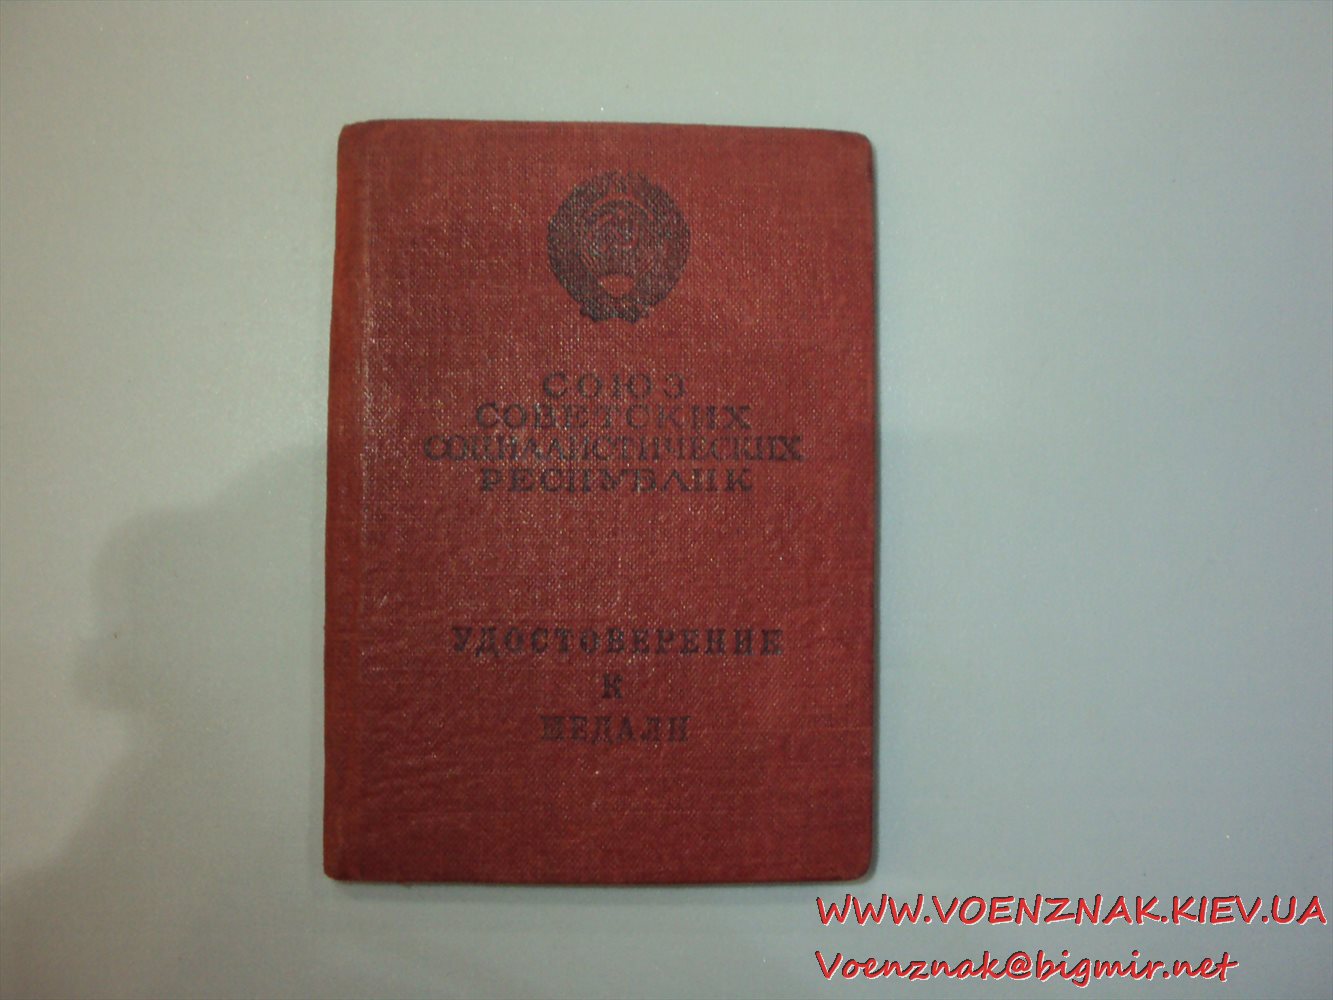 СОЮЗ
СОВЕТСКИХ
СОЦИАЛИСТИЧЕСКИХ
РЕСПУБЛИК
УДОСТОВЕРЕНИЕ
К
МЕДАЛИ
WWW.VOENZNAK.KIEV.UA
Voenznak@bigmir.net